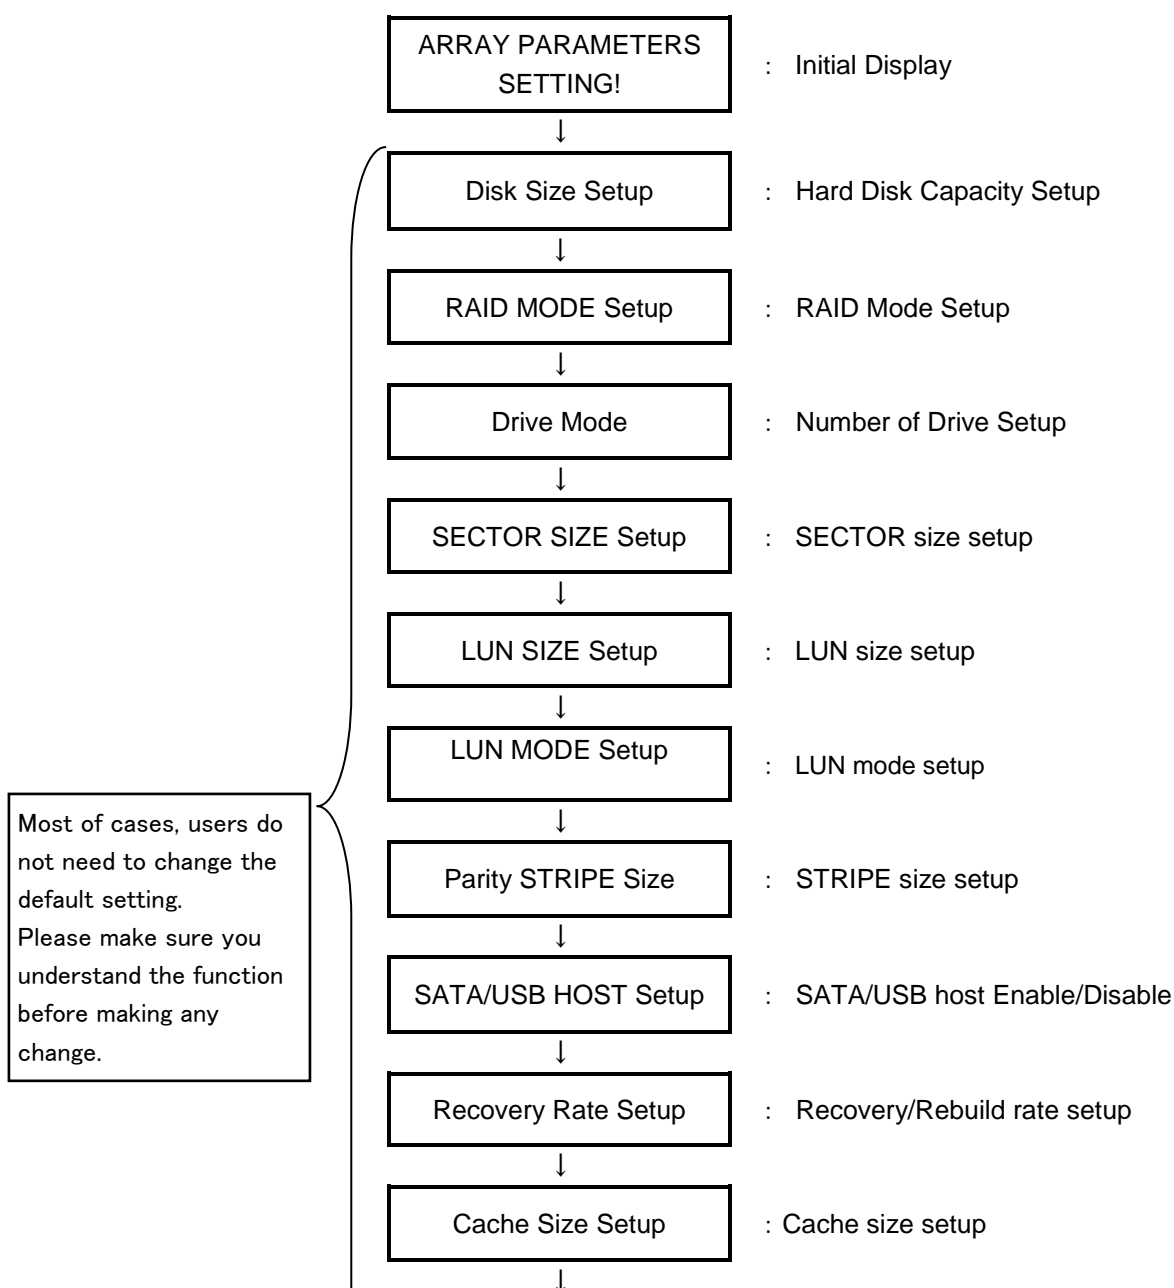 ARRAY PARAMETERS
SETTING!
: Initial Display
↓
Disk Size Setup : Hard Disk Capacity Setup
↓
RAID MODE Setup : RAID Mode Setup
↓
Drive Mode : Number of Drive Setup
↓
SECTOR SIZE Setup : SECTOR size setup
↓
LUN SIZE Setup : LUN size setup
↓
LUN MODE Setup : LUN mode setup
↓
Parity STRIPE Size : STRIPE size setup
↓
SATA/USB HOST Setup : SATA/USB host Enable/Disable
↓
Recovery Rate Setup : Recovery/Rebuild rate setup
↓
Cache Size Setup : Cache size setup
↓
Most of cases, users do
not need to change the
default setting.
Please make sure you
understand the function
before making any
change.